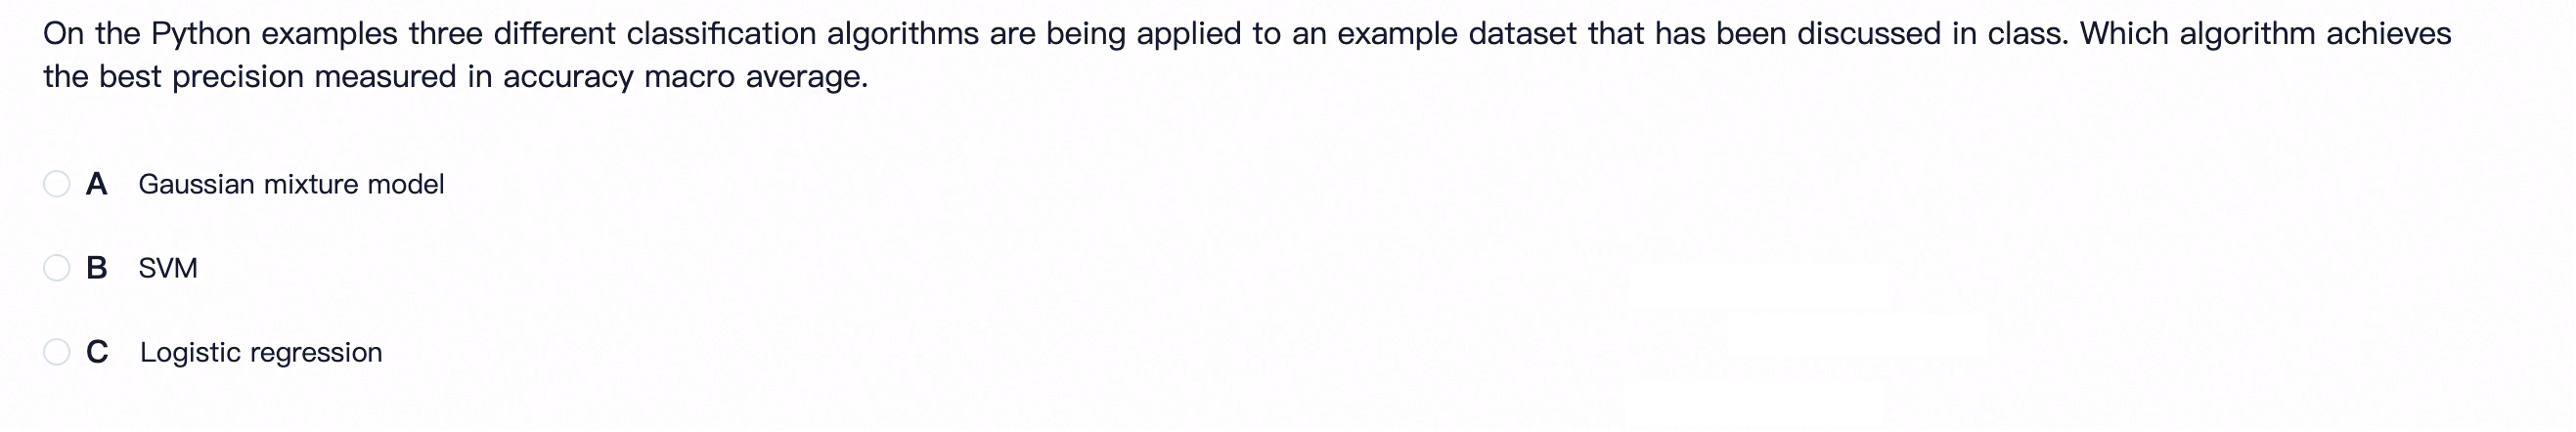 On the Python examples three different classification algorithms are being applied to an example dataset that has been discussed in class. Which algorithm achieves
the best precision measured in accuracy macro average.
A Gaussian mixture model
B SVM
C Logistic regression